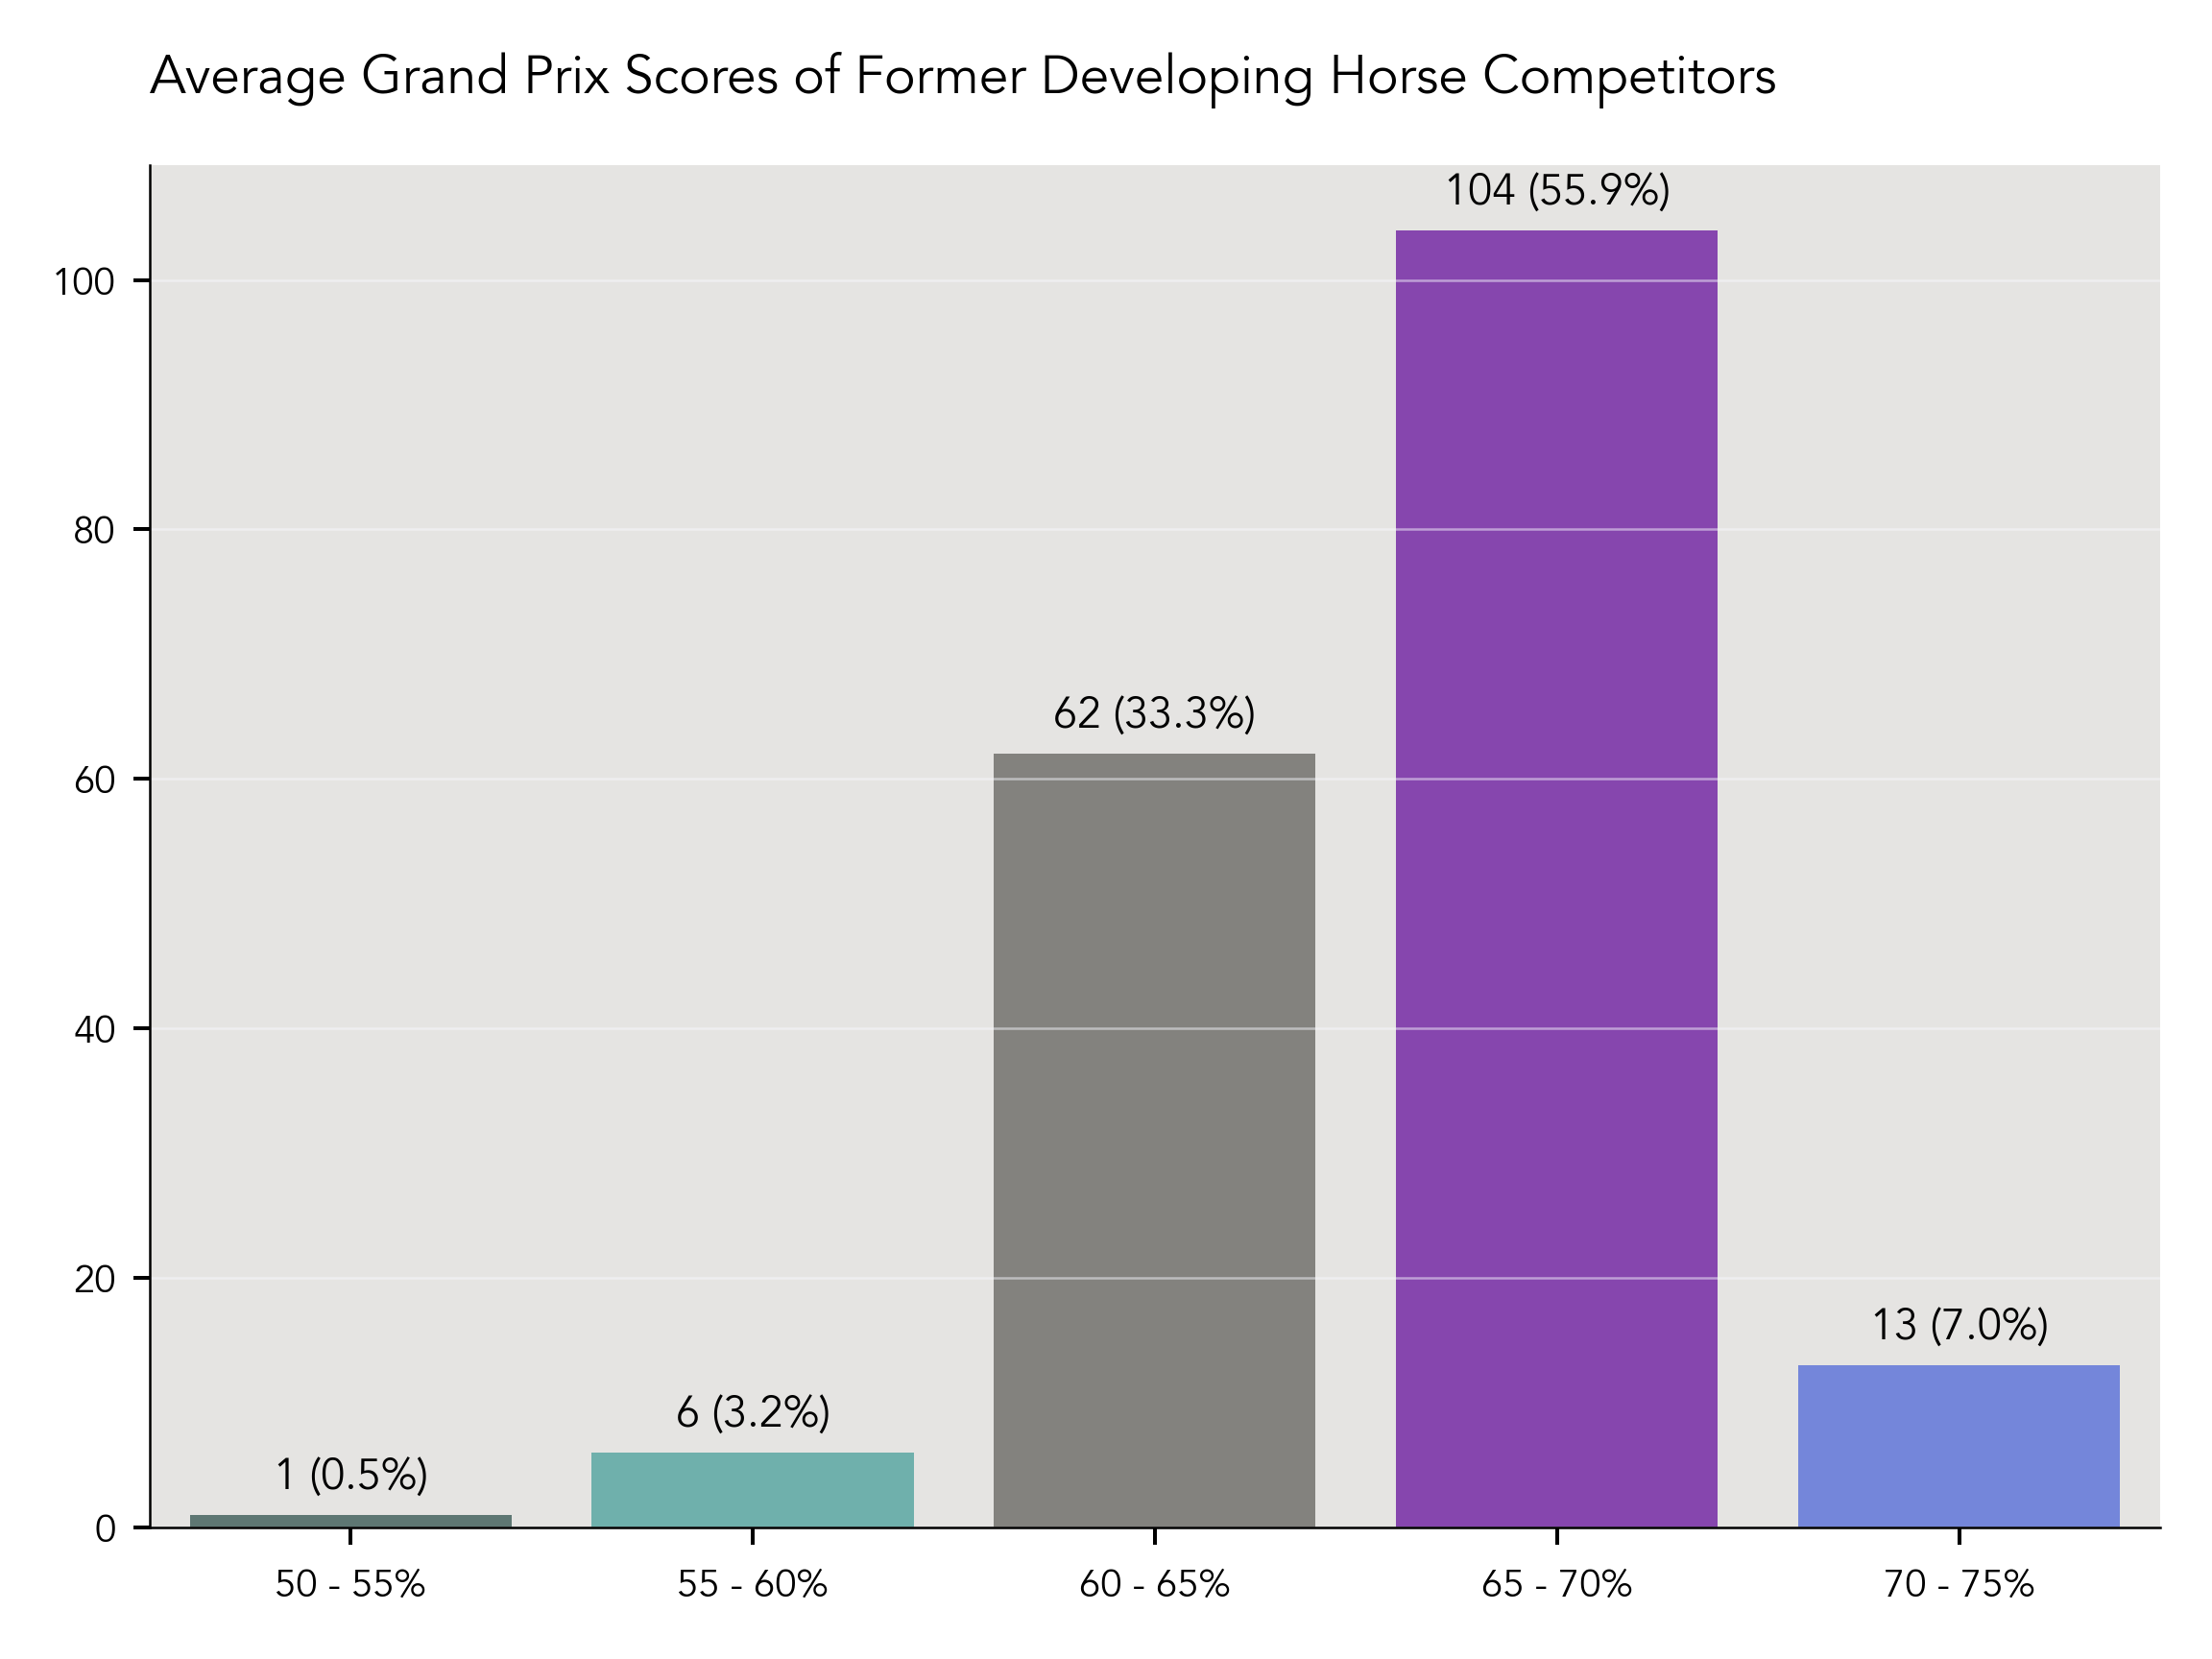 Average Grand Prix Scores of Former Developing Horse Competitors
104 (55.9%)
100
80
62 (33.3%)
60
40
20
13 (7.0%)
6 (3.2%)
1 (0.5%)
0
50 - 55%
55 - 60%
60 - 65%
65 - 70%
70 - 75%